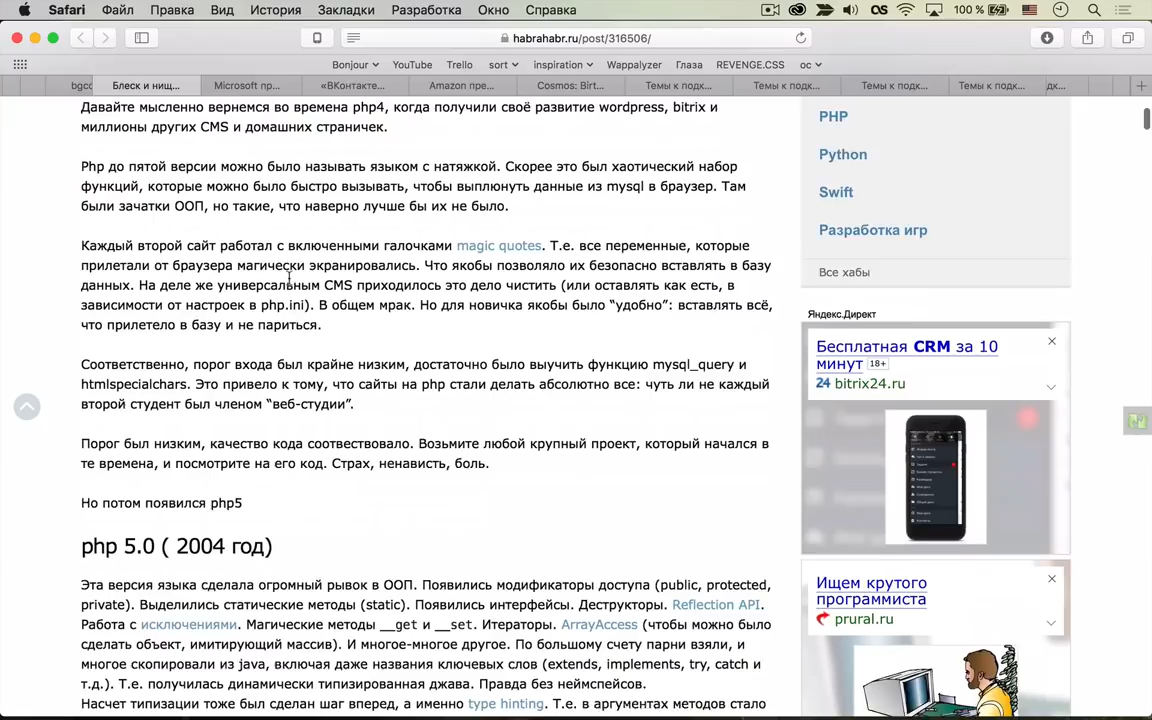 Safari Файл Правка Вид История Закладки Разработка Окно Справка 100 %
habrahabr.ru/post/316506/
Bonjour YouTube Trello sort inspiration Wappalyzer Глаза REVENGE.CSS ос
bgcc Блеск и нищ... Microsoft пр... «ВКонтакте... Amazon пре... Cosmos: Birt... Темы к подк... Темы к подк... Темы к подк... Темы к подк... дк...
Давайте мысленно вернемся во времена php4, когда получили своё развитие wordpress, bitrix и
миллионы других CMS и домашних страничек.
Php до пятой версии можно было называть языком с натяжкой. Скорее это был хаотический набор
функций, которые можно было быстро вызывать, чтобы выплюнуть данные из mysql в браузер. Там
были зачатки ООП, но такие, что наверно лучше бы их не было.
Каждый второй сайт работал с включенными галочками magic quotes. Т.е. все переменные, которые
прилетали от браузера магически экранировались. Что якобы позволяло их безопасно вставлять в базу
данных. На деле же универсальным CMS приходилось это дело чистить (или оставлять как есть, в
зависимости от настроек в php.ini). В общем мрак. Но для новичка якобы было “удобно”: вставлять всё,
что прилетело в базу и не париться.
Соответственно, порог входа был крайне низким, достаточно было выучить функцию mysql_query и
htmlspecialchars. Это привело к тому, что сайты на php стали делать абсолютно все: чуть ли не каждый
второй студент был членом “веб-студии”.
Порог был низким, качество кода соотвествовало. Возьмите любой крупный проект, который начался в
те времена, и посмотрите на его код. Страх, ненависть, боль.
Но потом появился php5
php 5.0 ( 2004 год)
Эта версия языка сделала огромный рывок в ООП. Появились модификаторы доступа (public, protected,
private). Выделились статические методы (static). Появились интерфейсы. Деструкторы. Reflection API.
Работа с исключениями. Магические методы __get и __set. Итераторы. ArrayAccess (чтобы можно было
сделать объект, имитирующий массив). И многое-многое другое. По большому счету парни взяли, и
многое скопировали из java, включая даже названия ключевых слов (extends, implements, try, catch и
т.д.). Т.е. получилась динамически типизированная джава. Правда без неймспейсов.
Насчет типизации тоже был сделан шаг вперед, а именно type hinting. Т.е. в аргументах методов стало
PHP
Python
Swift
Разработка игр
Все хабы
Яндекс.Директ
Бесплатная CRM за 10
минут 18+
24 bitrix24.ru
Ищем крутого
программиста
prural.ru